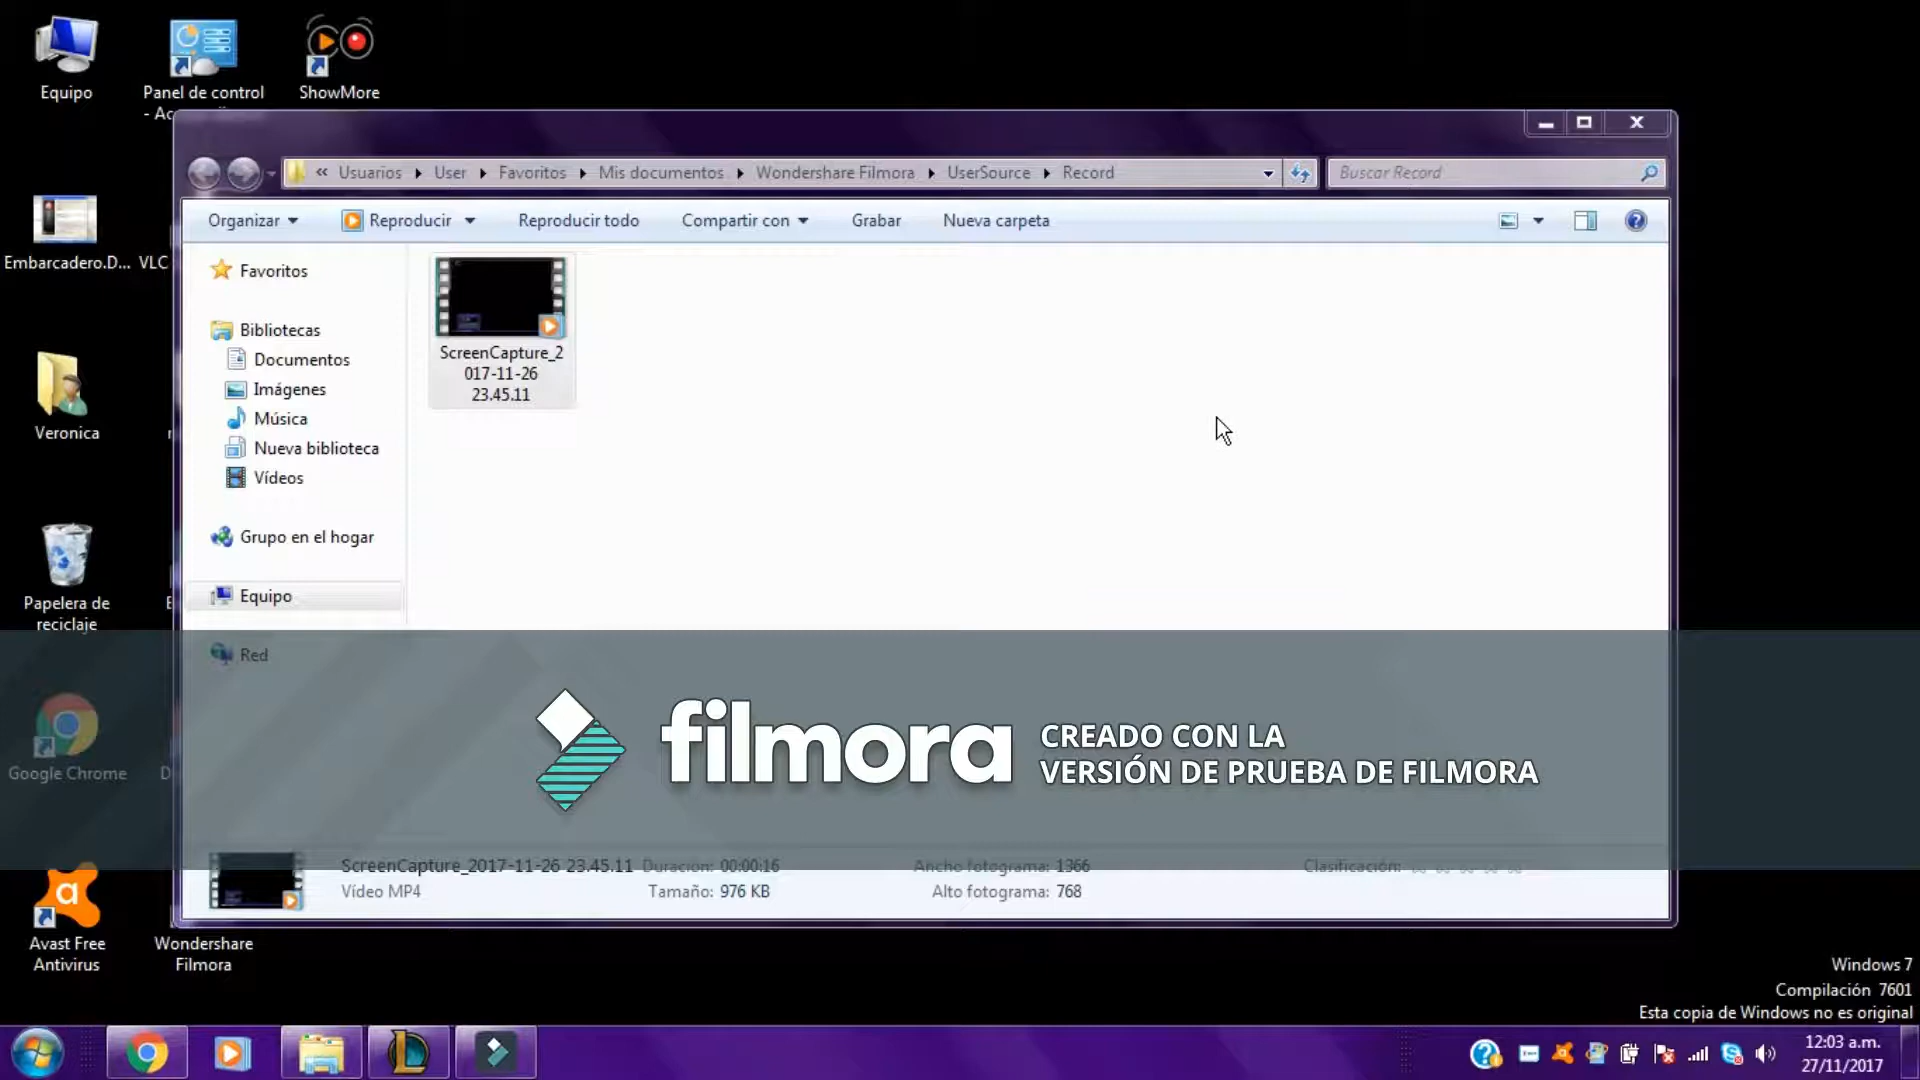 Equipo
Panel de control
- Ac
ShowMore
« Usuarios User Favoritos Mis documentos Wondershare Filmora UserSource Record
Buscar Record
Organizar Reproducir Reproducir todo Compartir con Grabar Nueva carpeta
Embarcadero.D... VLC
Favoritos
Bibliotecas
Documentos
Imágenes
Música
Nueva biblioteca
Vídeos
Grupo en el hogar
Equipo
Red
ScreenCapture_2
017-11-26
23.45.11
Veronica
Papelera de
reciclaje
Google Chrome
filmora
CREADO CON LA
VERSIÓN DE PRUEBA DE FILMORA
ScreenCapture_2017-11-26 23.45.11 Duración: 00:00:16 Ancho fotograma: 1366 Clasificación:
Vídeo MP4 Tamaño: 976 KB Alto fotograma: 768
Avast Free
Antivirus
Wondershare
Filmora
Windows 7
Compilación 7601
Esta copia de Windows no es original
12:03 a.m.
27/11/2017